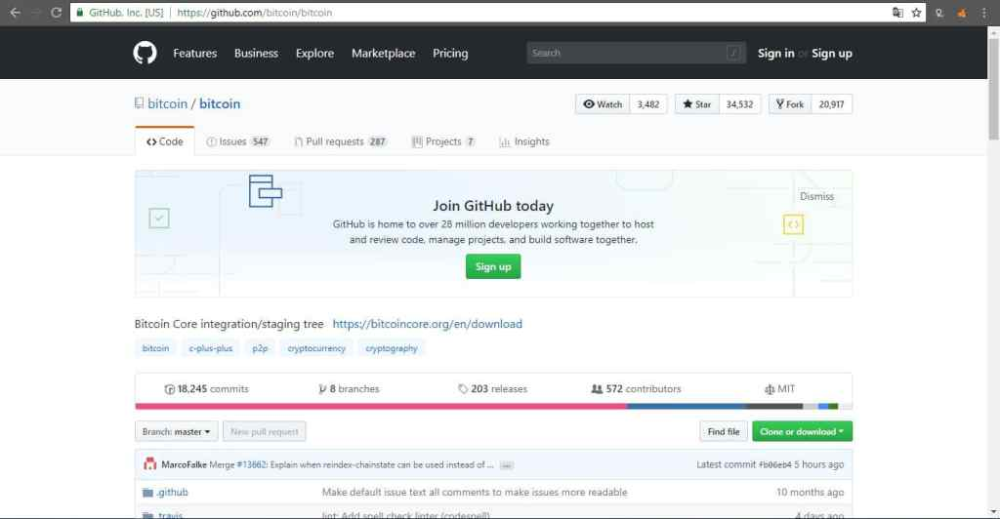 GitHub, Inc. [US] | https://github.com/bitcoin/bitcoin
Features Business Explore Marketplace Pricing Search / Sign in or Sign up
bitcoin / bitcoin Watch 3,482 Star 34,532 Fork 20,917
Code Issues 547 Pull requests 287 Projects 7 Insights
Dismiss
Join GitHub today
GitHub is home to over 28 million developers working together to host
and review code, manage projects, and build software together.
Sign up
Bitcoin Core integration/staging tree https://bitcoincore.org/en/download
bitcoin c-plus-plus p2p cryptocurrency cryptography
18,245 commits 8 branches 203 releases 572 contributors MIT
Branch: master New pull request Find file Clone or download
MarcoFalke Merge #13662: Explain when reindex-chainstate can be used instead of ... ... Latest commit fb06eb4 5 hours ago
.github Make default issue text all comments to make issues more readable 10 months ago
.travis lint: Add spell check linter (codespell) 4 days ago